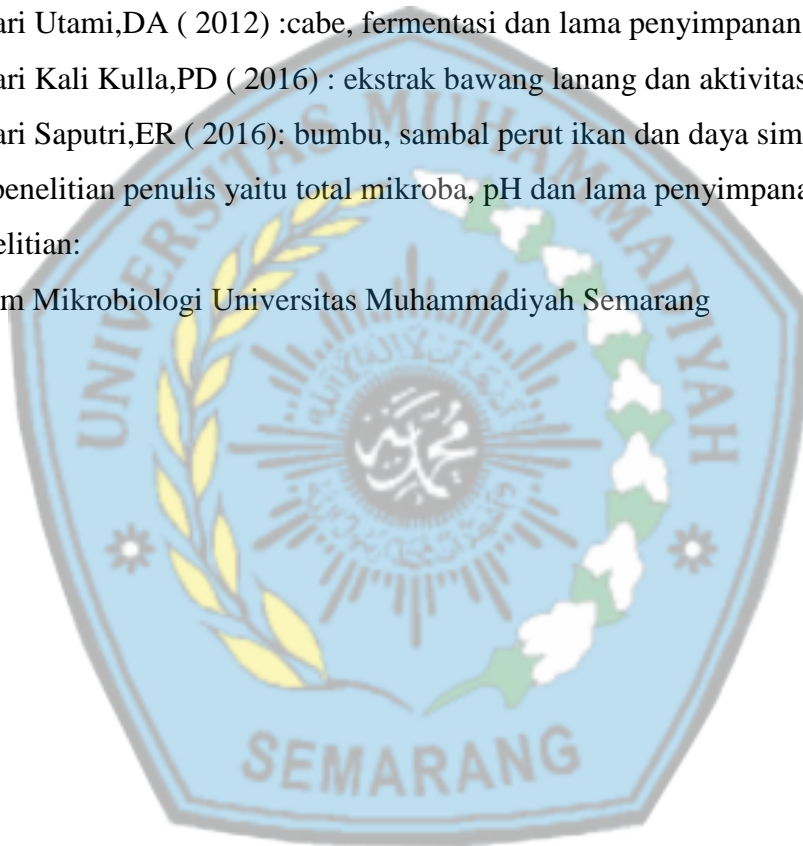 ari Utami,DA ( 2012) :cabe, fermentasi dan lama penyimpanan
ari Kali Kulla,PD ( 2016) : ekstrak bawang lanang dan aktivitas
ari Saputri,ER ( 2016): bumbu, sambal perut ikan dan daya sim
penelitian penulis yaitu total mikroba, pH dan lama penyimpana
elitian:
m Mikrobiologi Universitas Muhammadiyah Semarang
UNIVERSITAS MUHAMMADIYAH
SEMARANG